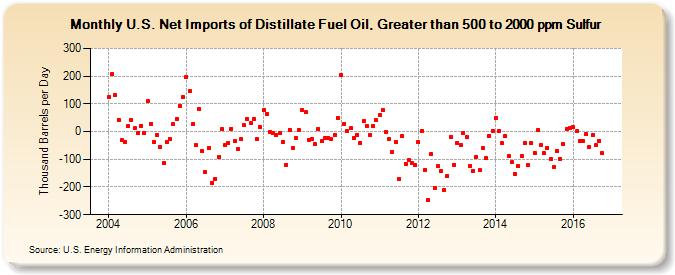 Monthly U.S. Net Imports of Distillate Fuel Oil, Greater than 500 to 2000 ppm Sulfur
Thousand Barrels per Day
300
200
100
0
-100
-200
-300
2004 2006 2008 2010 2012 2014 2016
Source: U.S. Energy Information Administration